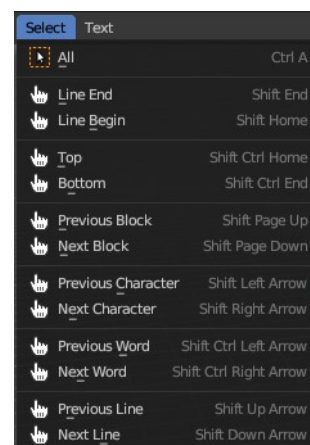 Select Text
All Ctrl A
Line End Shift End
Line Begin Shift Home
Top Shift Ctrl Home
Bottom Shift Ctrl End
Previous Block Shift Page Up
Next Block Shift Page Down
Previous Character Shift Left Arrow
Next Character Shift Right Arrow
Previous Word Shift Ctrl Left Arrow
Next Word Shift Ctrl Right Arrow
Previous Line Shift Up Arrow
Next Line Shift Down Arrow